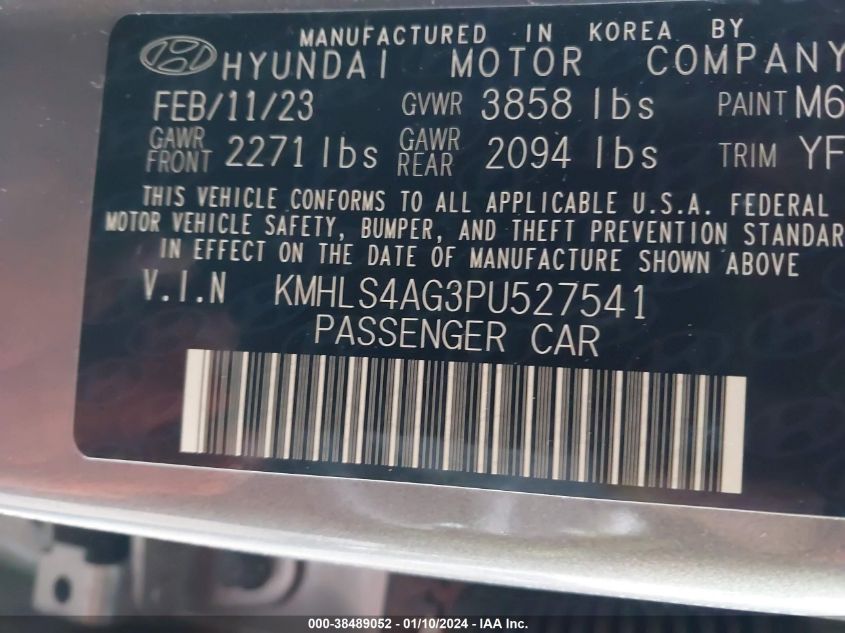 MANUFACTURED IN KOREA BY
HYUNDAI MOTOR COMPANY
FEB/11/23 GVWR 3858 lbs PAINT M6
GAWR FRONT 2271 lbs GAWR REAR 2094 lbs TRIM YF
THIS VEHICLE CONFORMS TO ALL APPLICABLE U.S.A. FEDERAL
MOTOR VEHICLE SAFETY, BUMPER, AND THEFT PREVENTION STANDAR
IN EFFECT ON THE DATE OF MANUFACTURE SHOWN ABOVE
V.I.N KMHLS4AG3PU527541
PASSENGER CAR
000-38489052 - 01/10/2024 - IAA Inc.